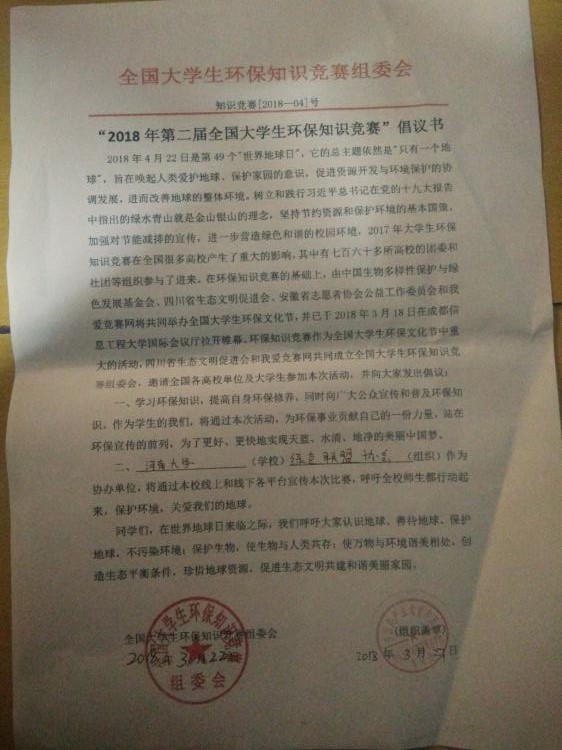 全国大学生环保知识竞赛组委会
知识竞赛[2018—04]号
“2018 年第二届全国大学生环保知识竞赛”倡议书
2018 年 4 月 22 日是第 49 个“世界地球日”，它的总主题依然是“只有一个地
球”，旨在唤起人类爱护地球、保护家园的意识，促进资源开发与环境保护的协
调发展，进而改善地球的整体环境。树立和践行习近平总书记在党的十九大报告
中指出的绿水青山就是金山银山的理念，坚持节约资源和保护环境的基本国策，
加强对节能减排的宣传，进一步营造绿色和谐的校园环境，2017 年大学生环保
知识竞赛在全国很多高校产生了重大的影响，其中有七百六十多所高校的团委和
社团等组织参与了进来。在环保知识竞赛的基础上，由中国生物多样性保护与绿
色发展基金会、四川省生态文明促进会、安徽省志愿者协会公益工作委员会和我
爱竞赛网将共同举办全国大学生环保文化节，并已于 2018 年 3 月 18 日在成都信
息工程大学国际会议厅拉开帷幕。环保知识竞赛作为全国大学生环保文化节中重
大的活动，四川省生态文明促进会和我爱竞赛网共同成立全国大学生环保知识竞
赛组委会，邀请全国各高校单位及大学生参加本次活动，并向大家发出倡议：
一、学习环保知识，提高自身环保修养，同时向广大公众宣传和普及环保知
识。作为学生的我们，将通过本次活动，为环保事业贡献自己的一份力量，站在
环保宣传的前列，为了更好、更快地实现天蓝、水清、地净的美丽中国梦。
二、河南大学（学校）绿色联盟协会（组织）作为
协办单位，将通过本校线上和线下各平台宣传本次比赛，呼吁全校师生都行动起
来，保护环境，关爱我们的地球。
同学们，在世界地球日来临之际，我们呼吁大家认识地球、善待地球、保护
地球，不污染环境；保护生物，使生物与人类共存；使万物与环境谐美相处，创
造生态平衡条件，珍惜地球资源，促进生态文明共建和谐美丽家园。
全国大学生环保知识竞赛组委会
2018 年 3 月 22 日
组委会
（组织盖章）
2018 年 3 月 21 日